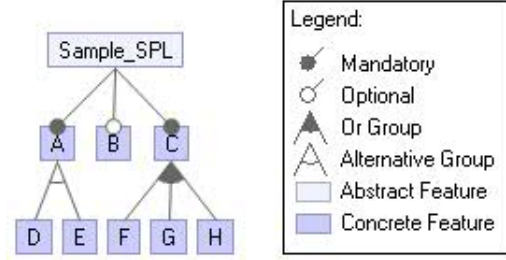 Sample_SPL
A B C
D E F G H
Legend:
Mandatory
Optional
Or Group
Alternative Group
Abstract Feature
Concrete Feature